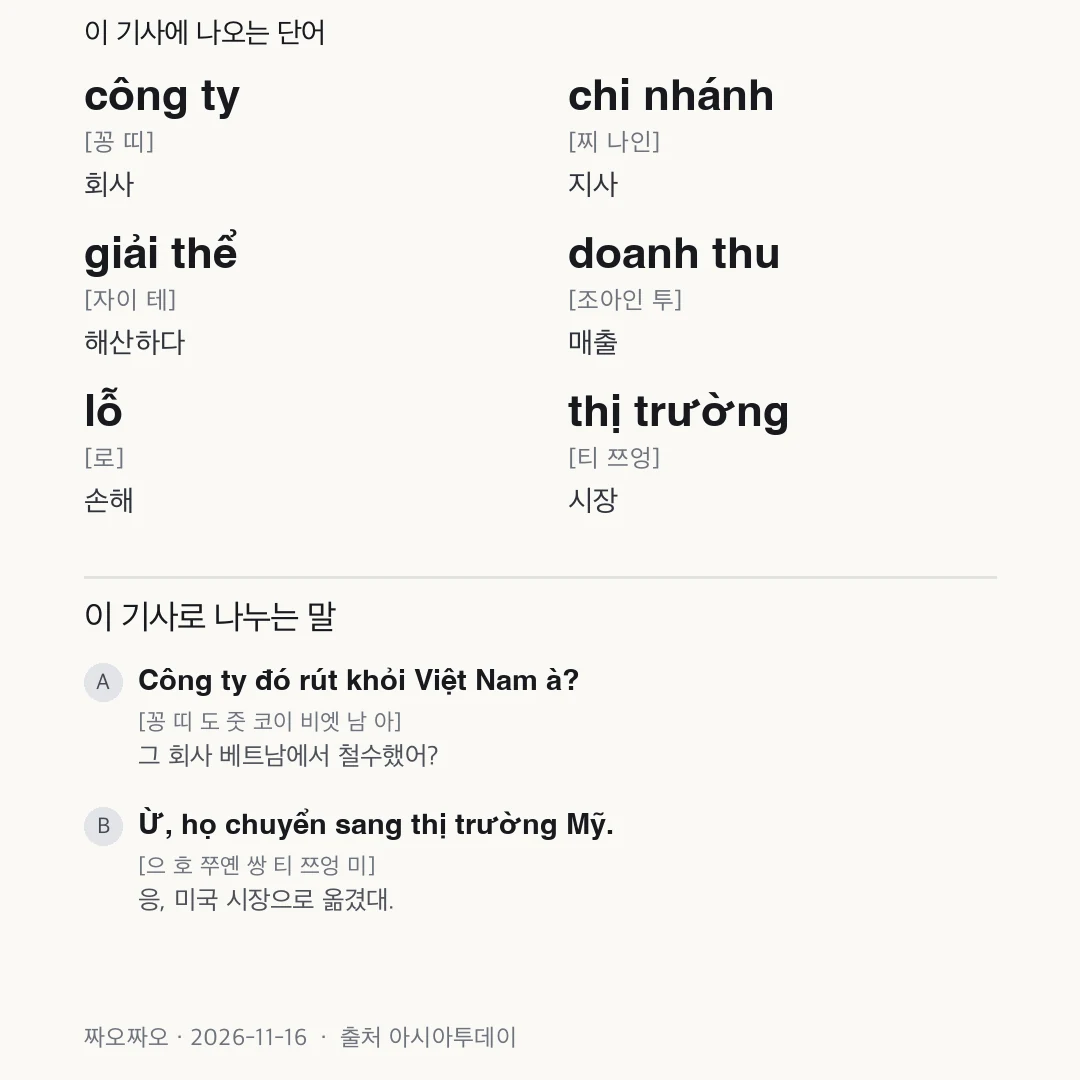 이 기사에 나오는 단어
công ty
[꽁 띠]
회사
chi nhánh
[찌 나인]
지사
giải thể
[자이 테]
해산하다
doanh thu
[조아인 투]
매출
lỗ
[로]
손해
thị trường
[티 쯔엉]
시장
이 기사로 나누는 말
A
Công ty đó rút khỏi Việt Nam à?
[꽁 띠 도 줏 코이 비엣 남 아]
그 회사 베트남에서 철수했어?
B
Ừ, họ chuyển sang thị trường Mỹ.
[으 호 쭈옌 쌍 티 쯔엉 미]
응, 미국 시장으로 옮겼대.
짜오짜오 · 2026-11-16 · 출처 아시아투데이